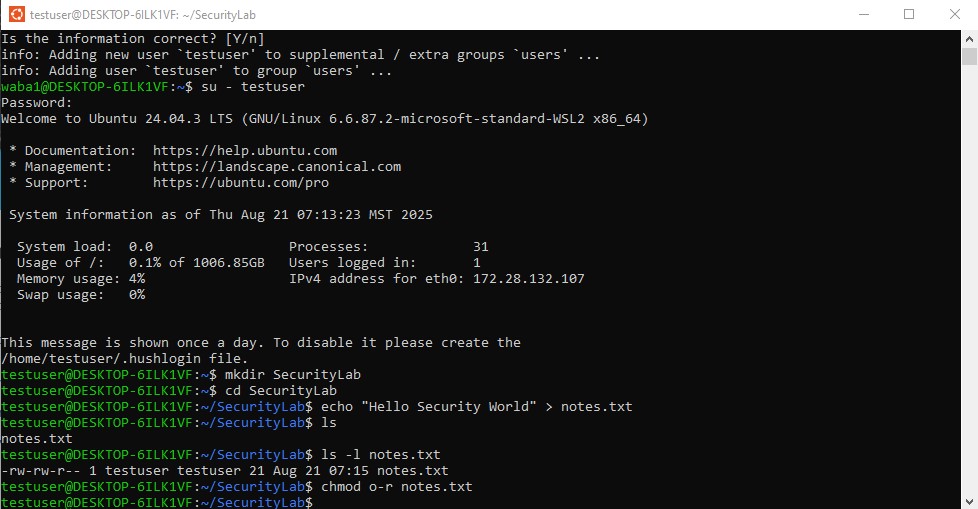 testuser@DESKTOP-6ILK1VF: ~/SecurityLab
Is the information correct? [Y/n]
info: Adding new user `testuser' to supplemental / extra groups `users' ...
info: Adding user `testuser' to group `users' ...
waba1@DESKTOP-6ILK1VF:~$ su - testuser
Password:
Welcome to Ubuntu 24.04.3 LTS (GNU/Linux 6.6.87.2-microsoft-standard-WSL2 x86_64)

 * Documentation:  https://help.ubuntu.com
 * Management:     https://landscape.canonical.com
 * Support:        https://ubuntu.com/pro

 System information as of Thu Aug 21 07:13:23 MST 2025

  System load:  0.0                 Processes:             31
  Usage of /:   0.1% of 1006.85GB   Users logged in:       1
  Memory usage: 4%                  IPv4 address for eth0: 172.28.132.107
  Swap usage:   0%


This message is shown once a day. To disable it please create the
/home/testuser/.hushlogin file.
testuser@DESKTOP-6ILK1VF:~$ mkdir SecurityLab
testuser@DESKTOP-6ILK1VF:~$ cd SecurityLab
testuser@DESKTOP-6ILK1VF:~/SecurityLab$ echo "Hello Security World" > notes.txt
testuser@DESKTOP-6ILK1VF:~/SecurityLab$ ls
notes.txt
testuser@DESKTOP-6ILK1VF:~/SecurityLab$ ls -l notes.txt
-rw-rw-r-- 1 testuser testuser 21 Aug 21 07:15 notes.txt
testuser@DESKTOP-6ILK1VF:~/SecurityLab$ chmod o-r notes.txt
testuser@DESKTOP-6ILK1VF:~/SecurityLab$